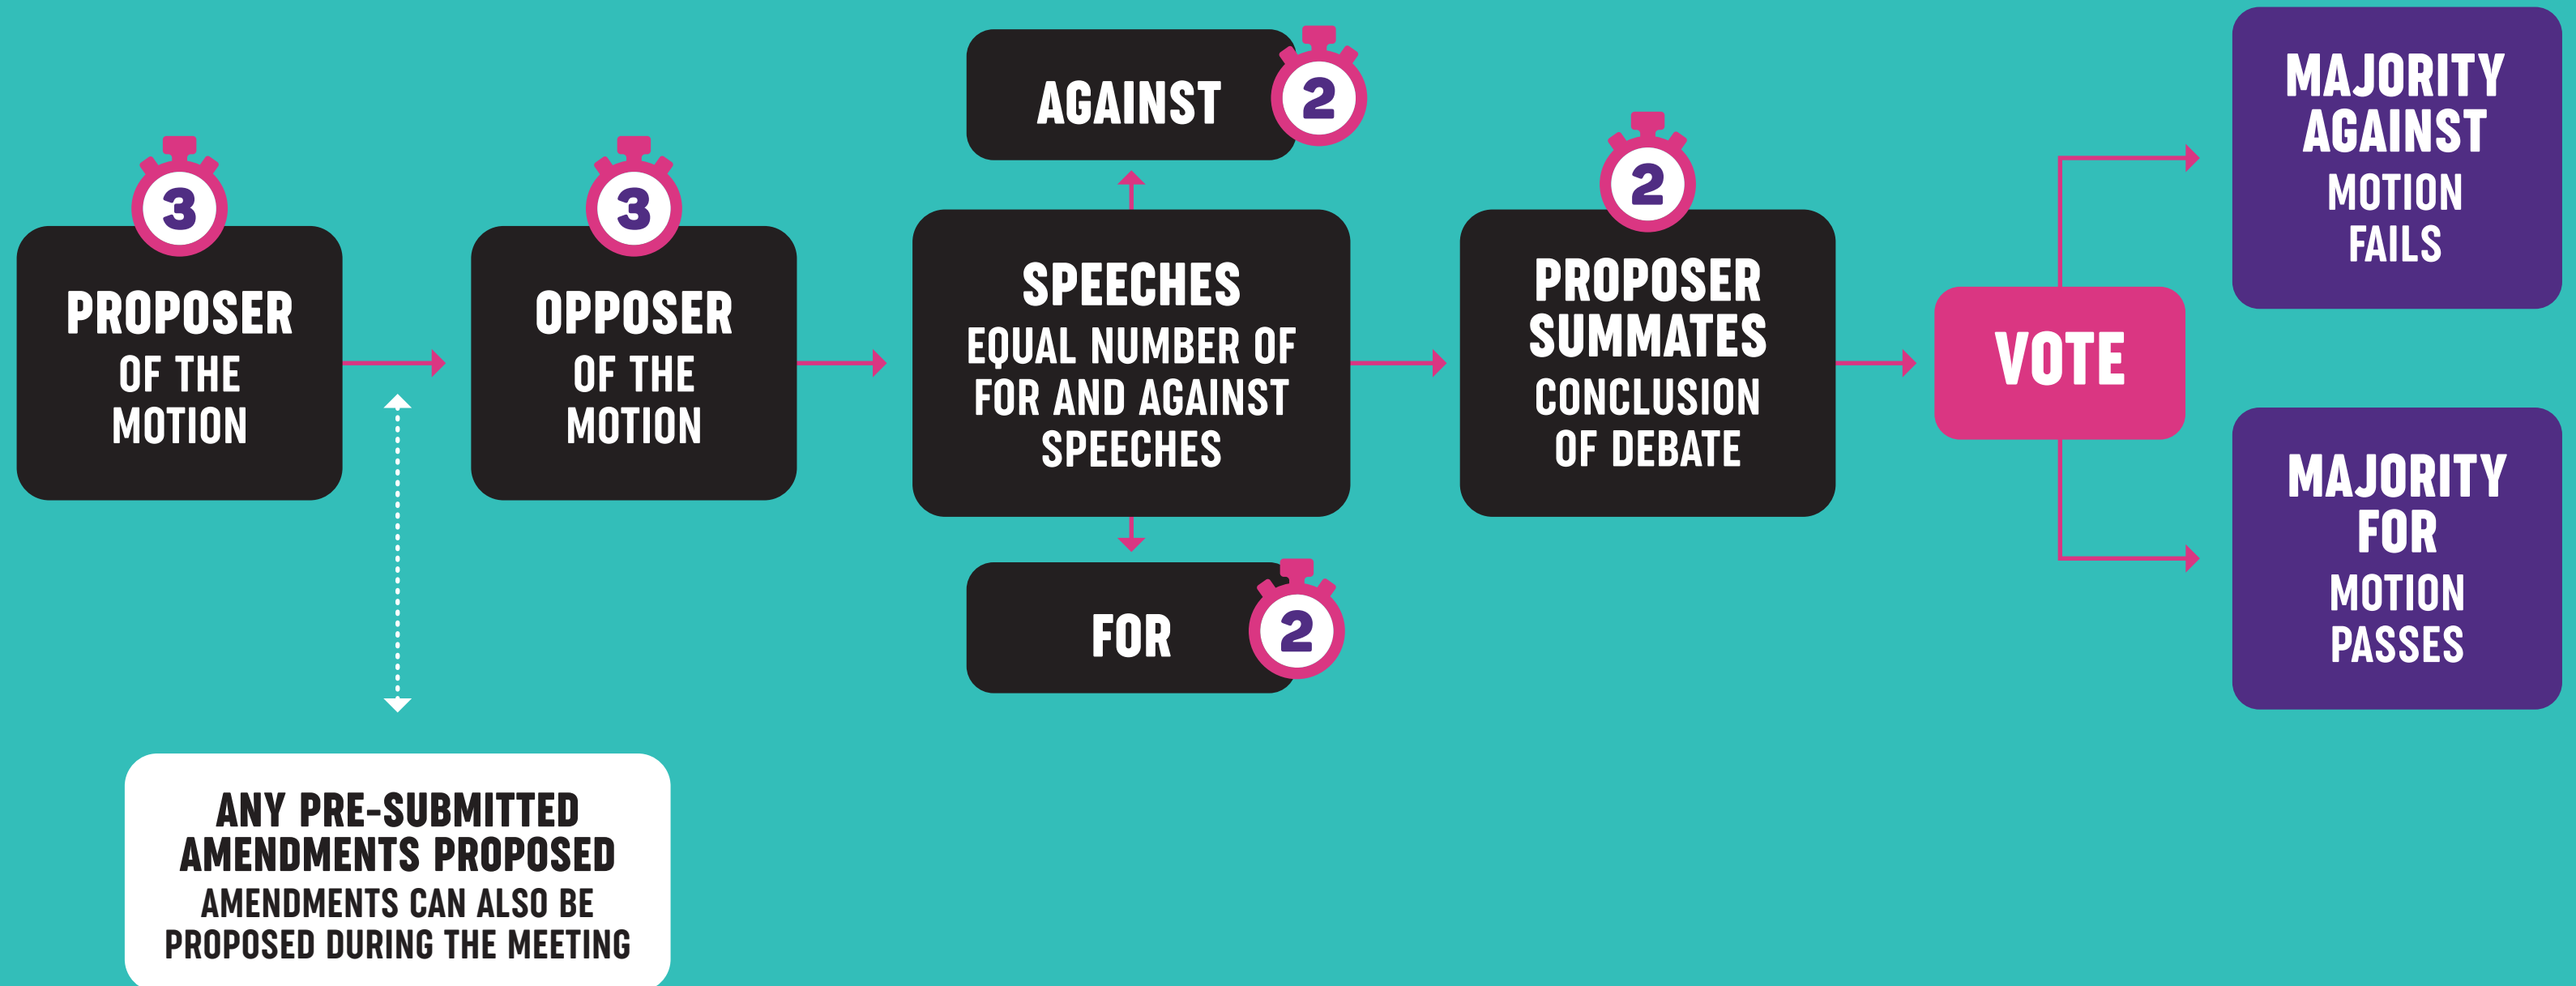 3
PROPOSER
OF THE
MOTION
ANY PRE-SUBMITTED
AMENDMENTS PROPOSED
AMENDMENTS CAN ALSO BE
PROPOSED DURING THE MEETING
3
OPPOSER
OF THE
MOTION
AGAINST
2
SPEECHES
EQUAL NUMBER OF
FOR AND AGAINST
SPEECHES
FOR
2
2
PROPOSER
SUMMATES
CONCLUSION
OF DEBATE
VOTE
MAJORITY
AGAINST
MOTION
FAILS
MAJORITY
FOR
MOTION
PASSES